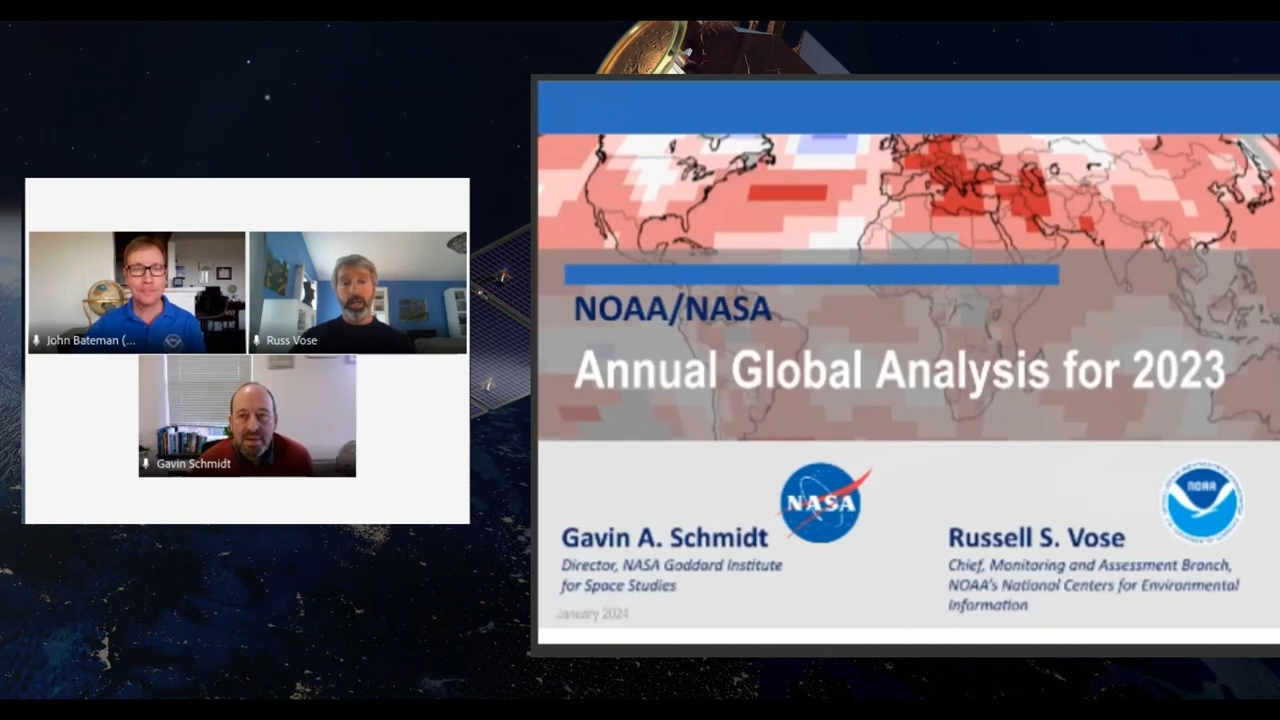 John Bateman (...
Russ Vose
Gavin Schmidt
NOAA/NASA
Annual Global Analysis for 2023
NASA
NOAA
Gavin A. Schmidt
Director, NASA Goddard Institute
for Space Studies
January 2024
Russell S. Vose
Chief, Monitoring and Assessment Branch,
NOAA's National Centers for Environmental
Information